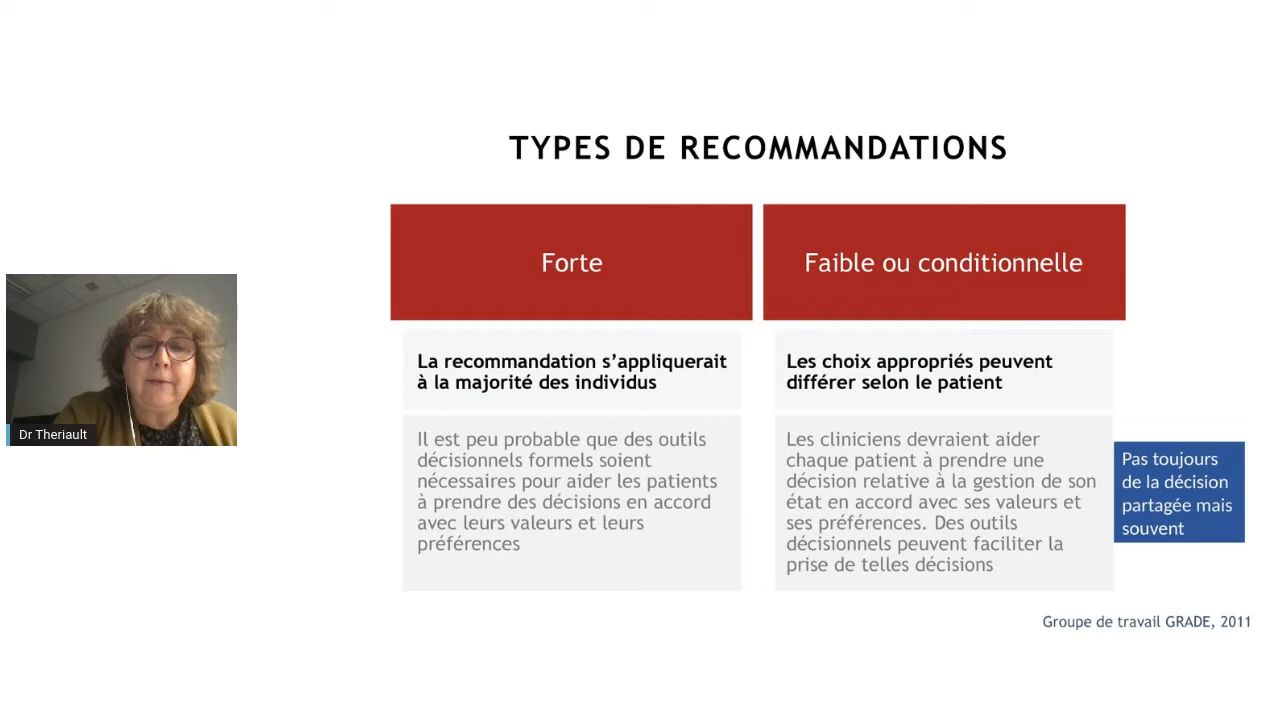 TYPES DE RECOMMANDATIONS
Forte
Faible ou conditionnelle
La recommandation s’appliquerait
à la majorité des individus
Les choix appropriés peuvent
différer selon le patient
Il est peu probable que des outils
décisionnels formels soient
nécessaires pour aider les patients
à prendre des décisions en accord
avec leurs valeurs et leurs
préférences
Les cliniciens devraient aider
chaque patient à prendre une
décision relative à la gestion de son
état en accord avec ses valeurs et
ses préférences. Des outils
décisionnels peuvent faciliter la
prise de telles décisions
Pas toujours
de la décision
partagée mais
souvent
Dr Theriault
Groupe de travail GRADE, 2011